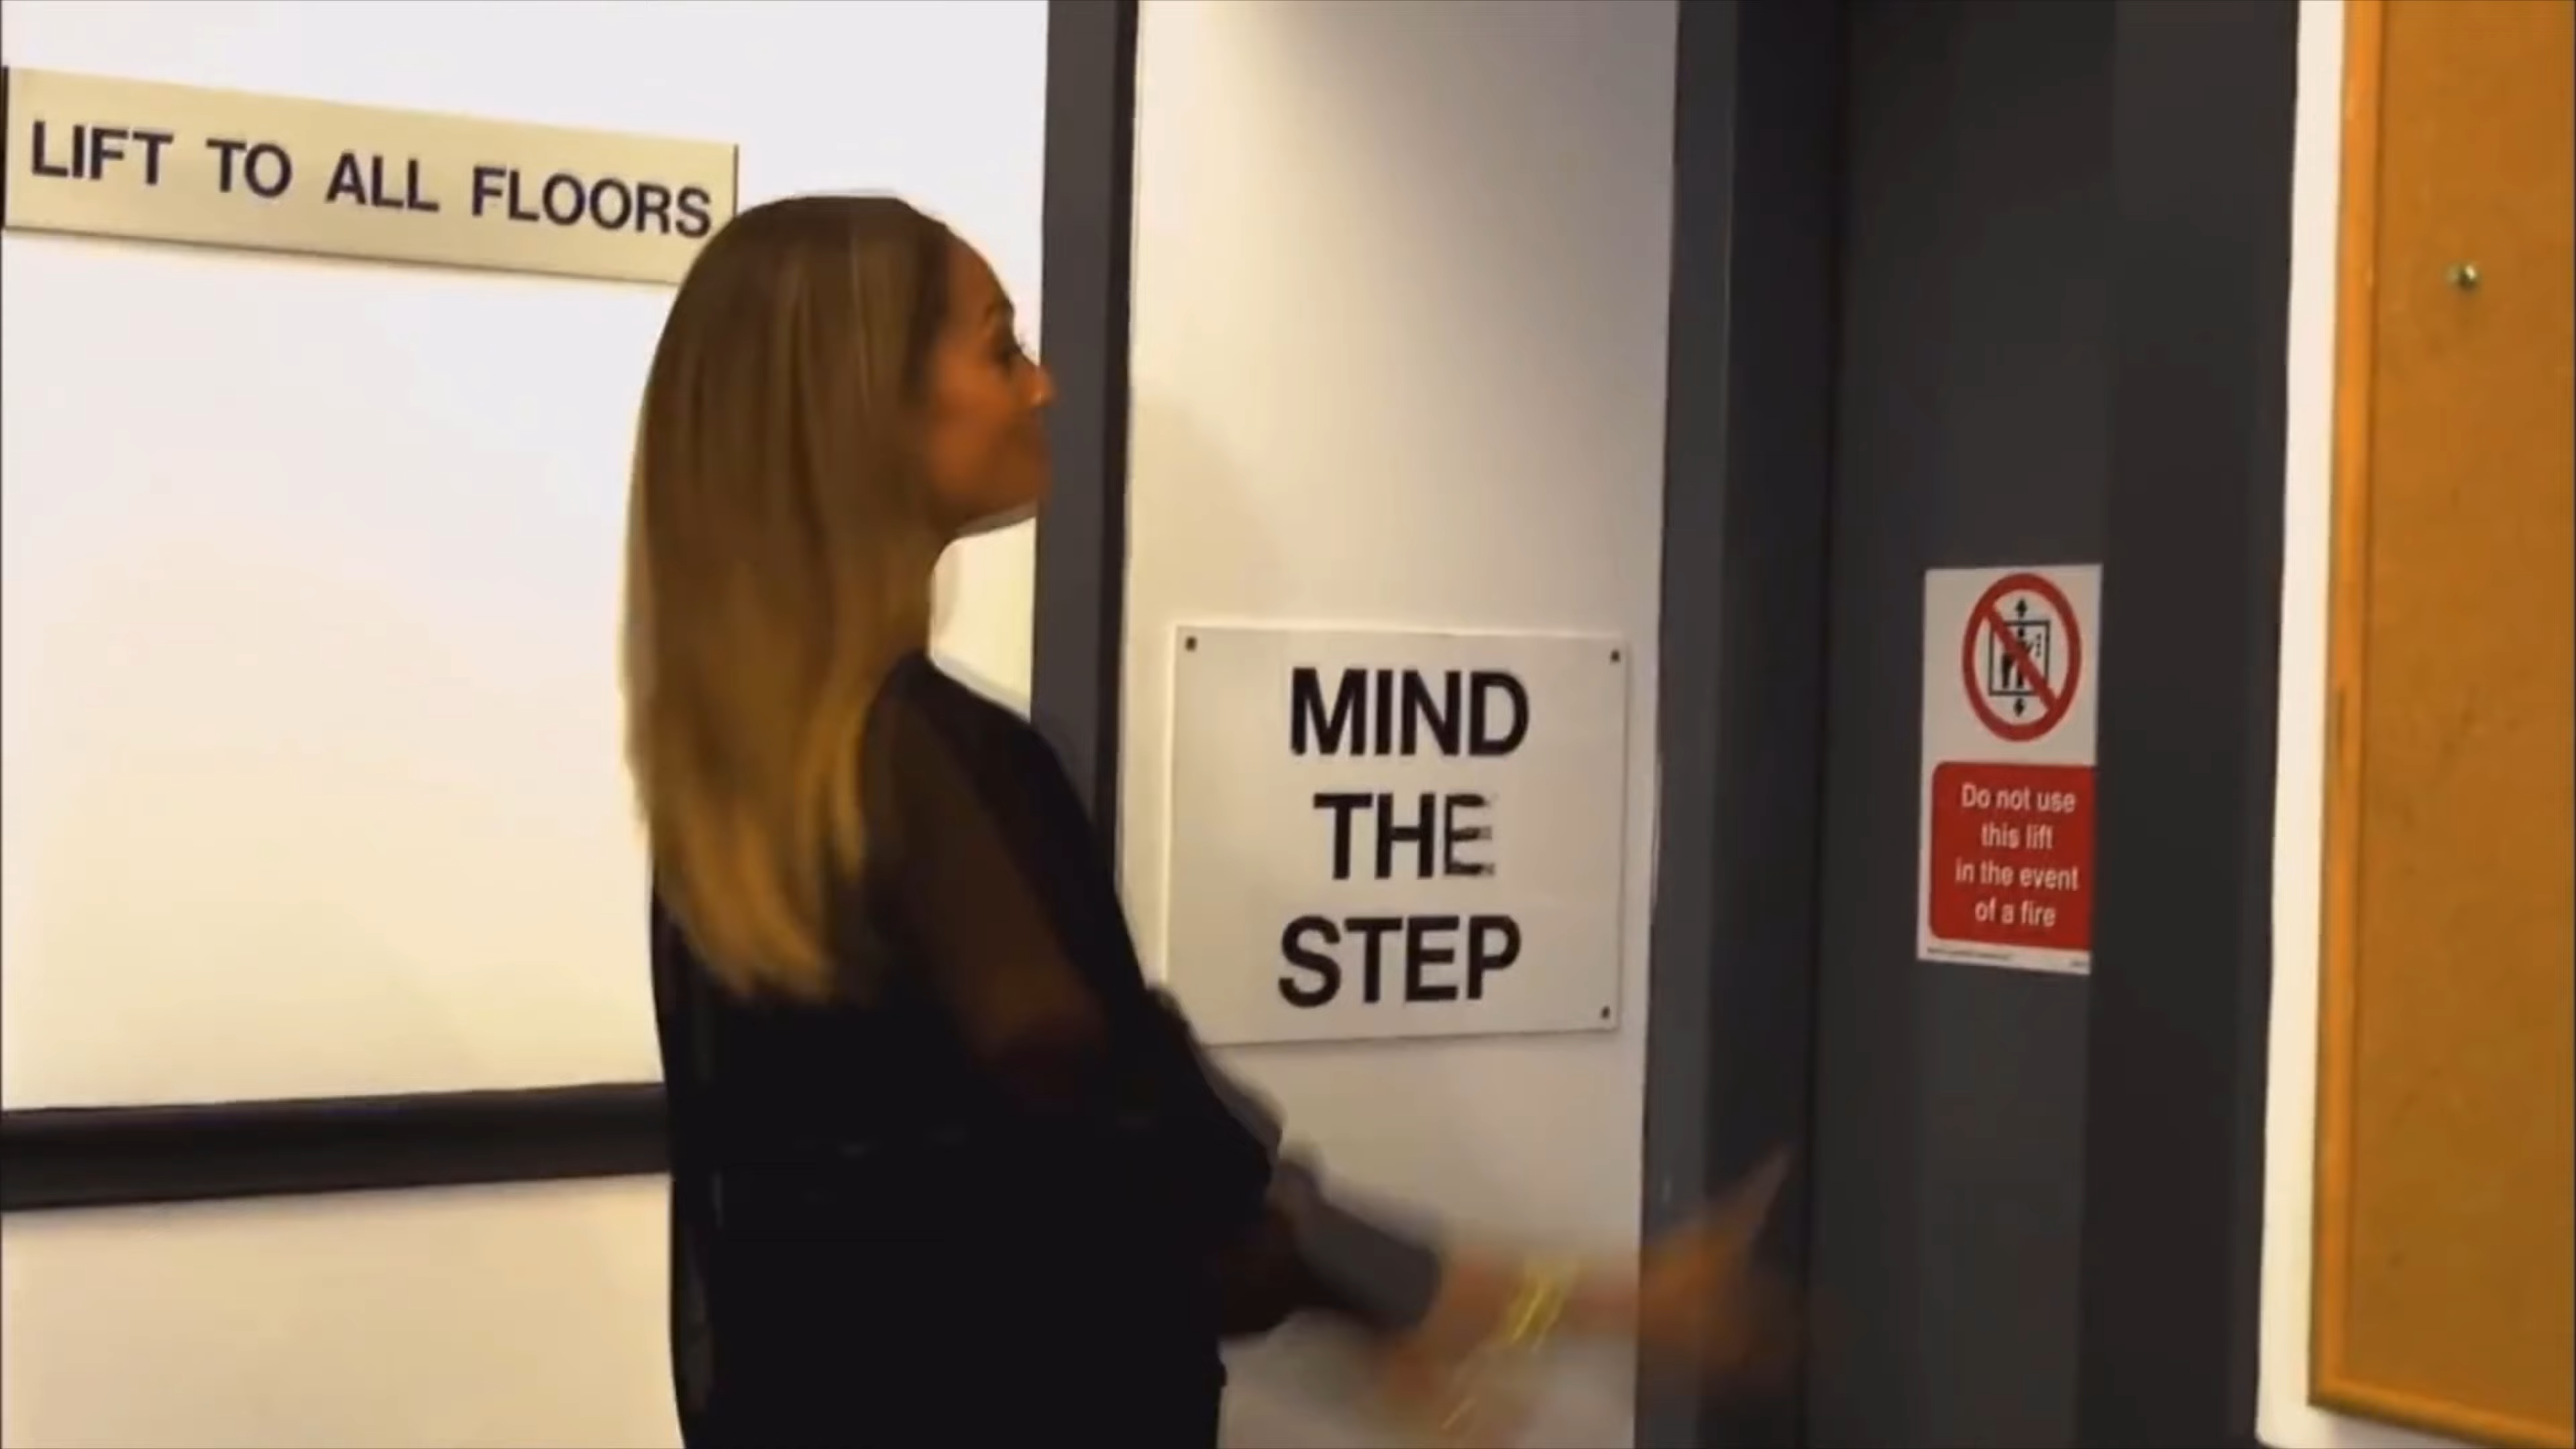 LIFT TO ALL FLOORS
MIND
THE
STEP
Do not use
this lift
in the event
of a fire